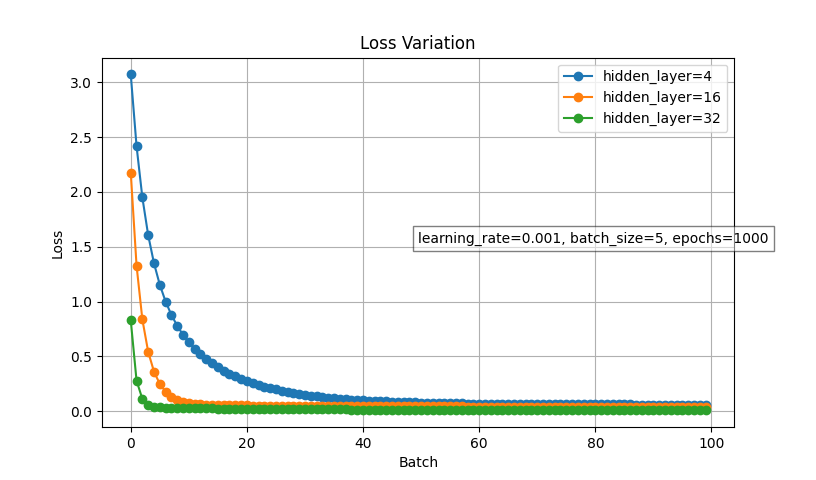 Loss Variation
3.0
2.5
2.0
1.5
1.0
0.5
0.0
Loss
hidden_layer=4
hidden_layer=16
hidden_layer=32
learning_rate=0.001, batch_size=5, epochs=1000
0 20 40 60 80 100
Batch